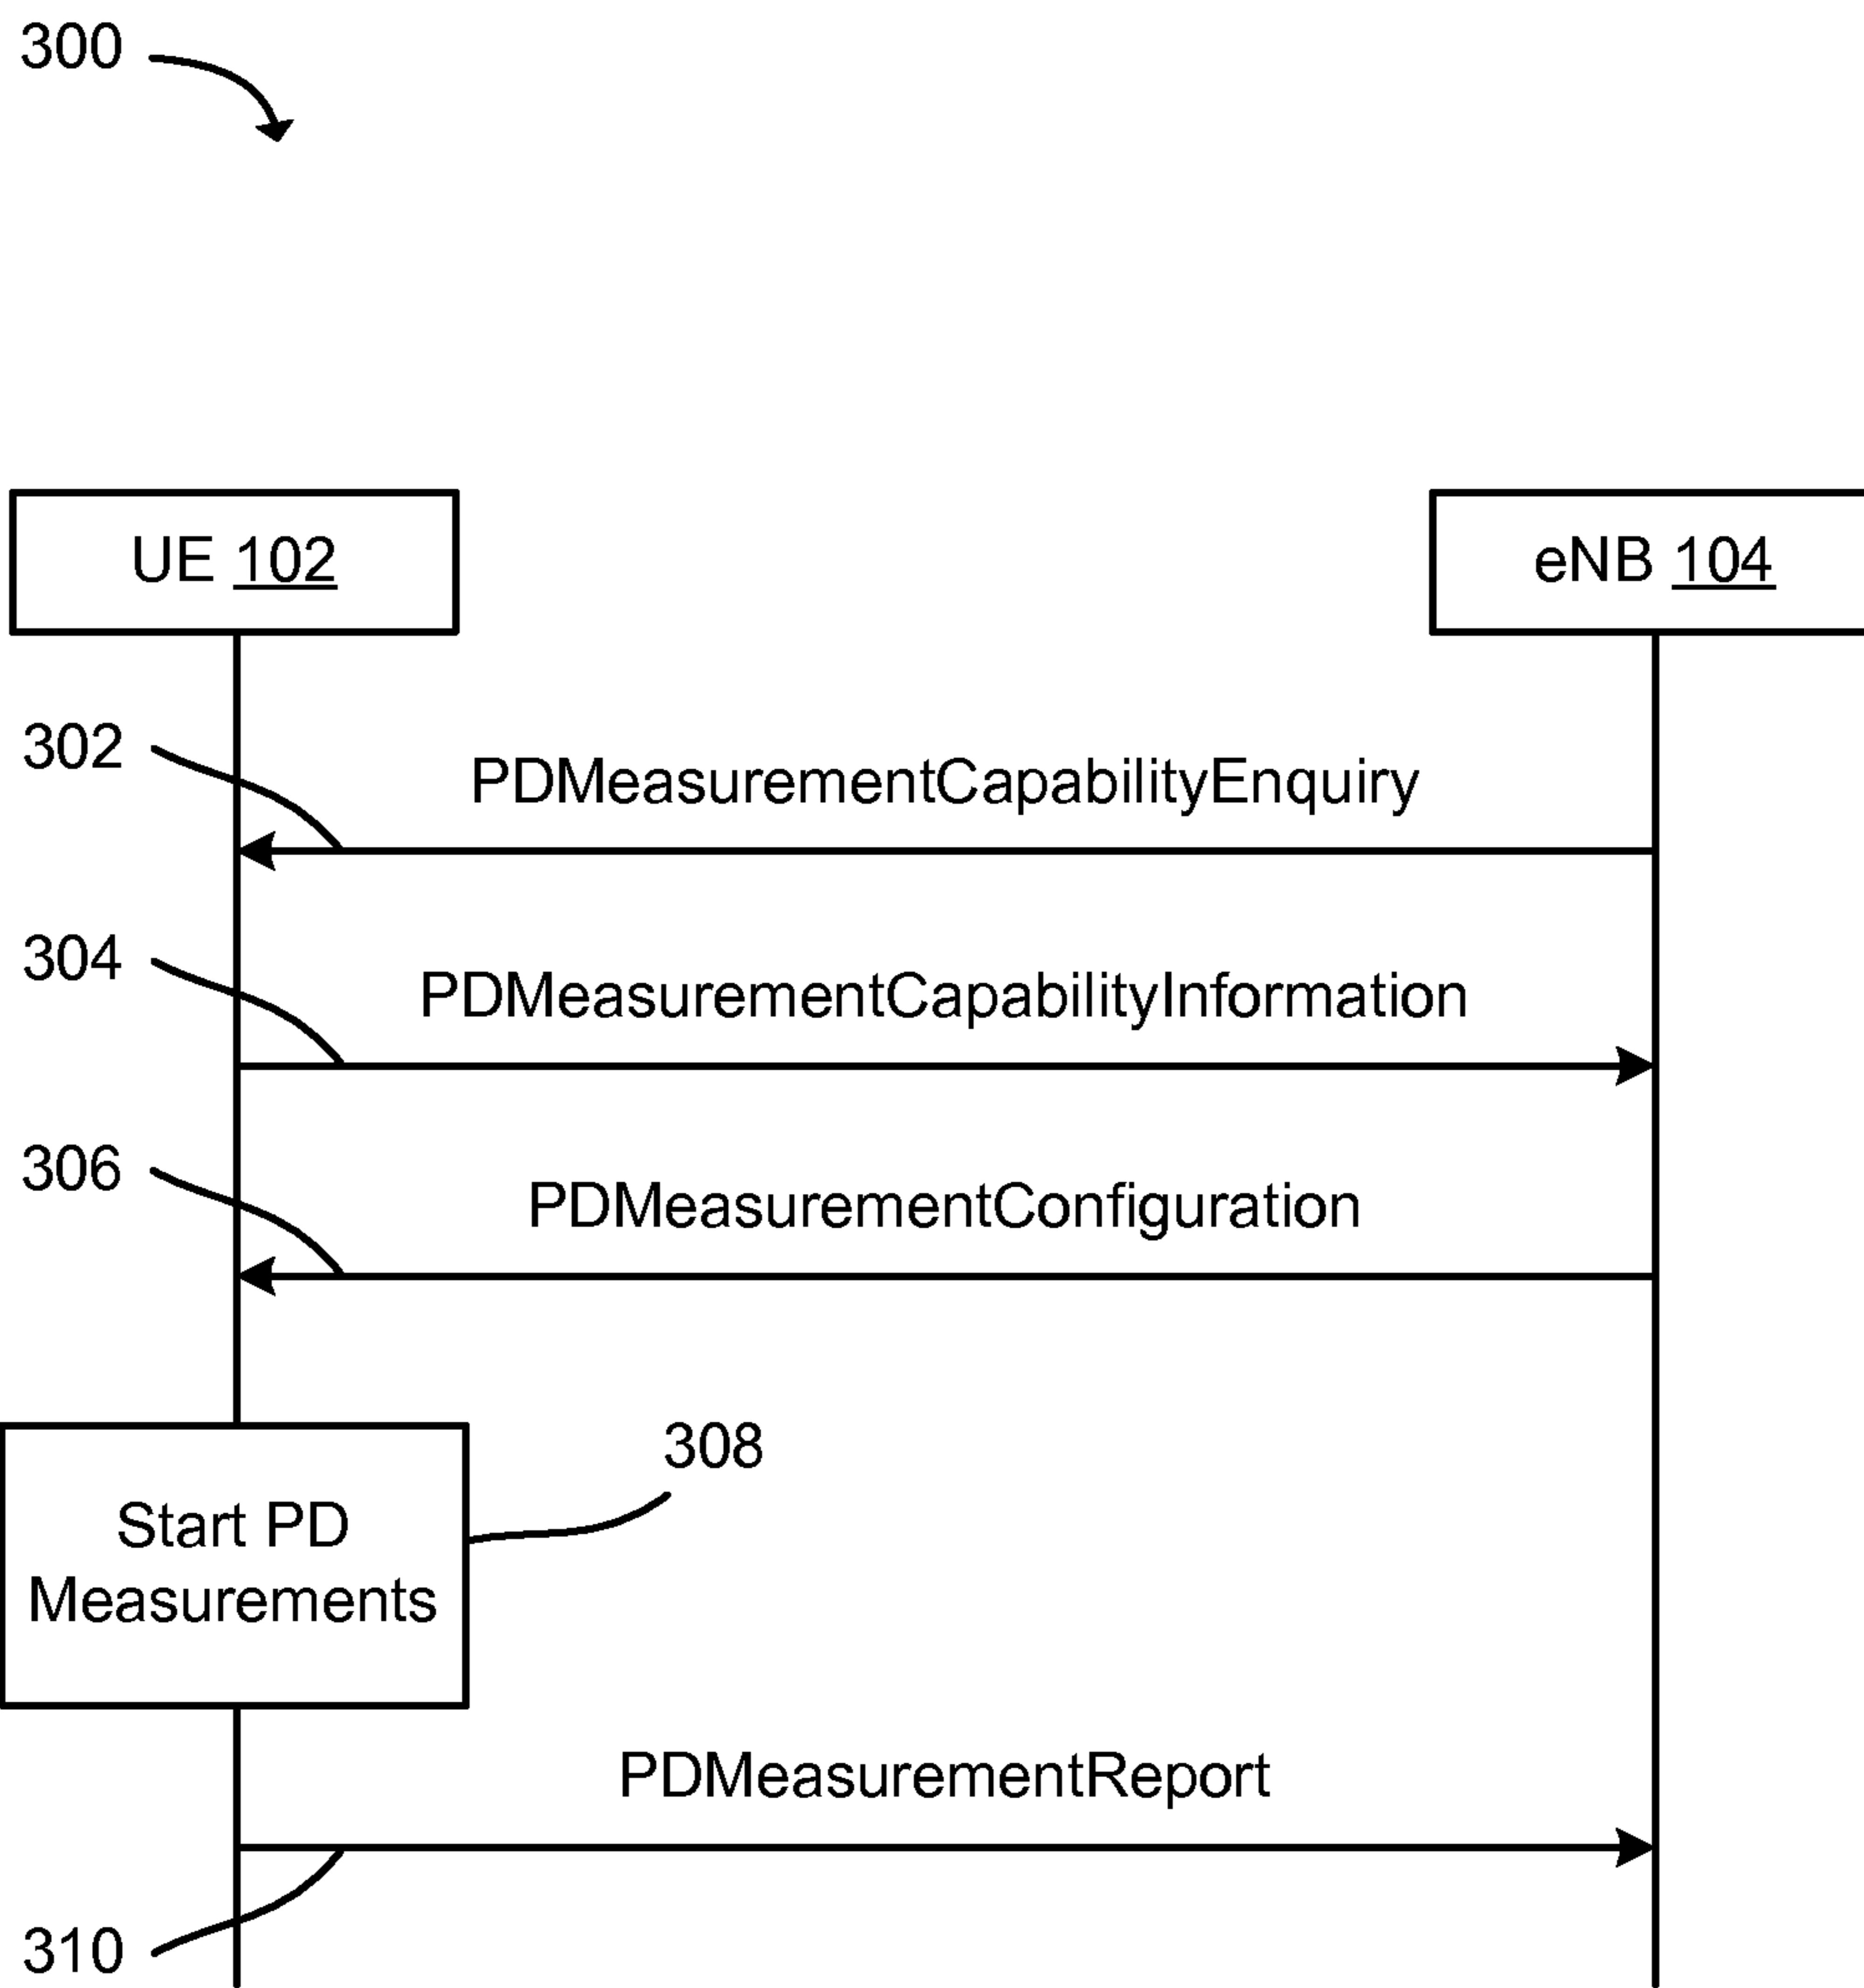 300
UE 102
eNB 104
302
PDMeasurementCapabilityEnquiry
304
PDMeasurementCapabilityInformation
306
PDMeasurementConfiguration
308
Start PD
Measurements
PDMeasurementReport
310